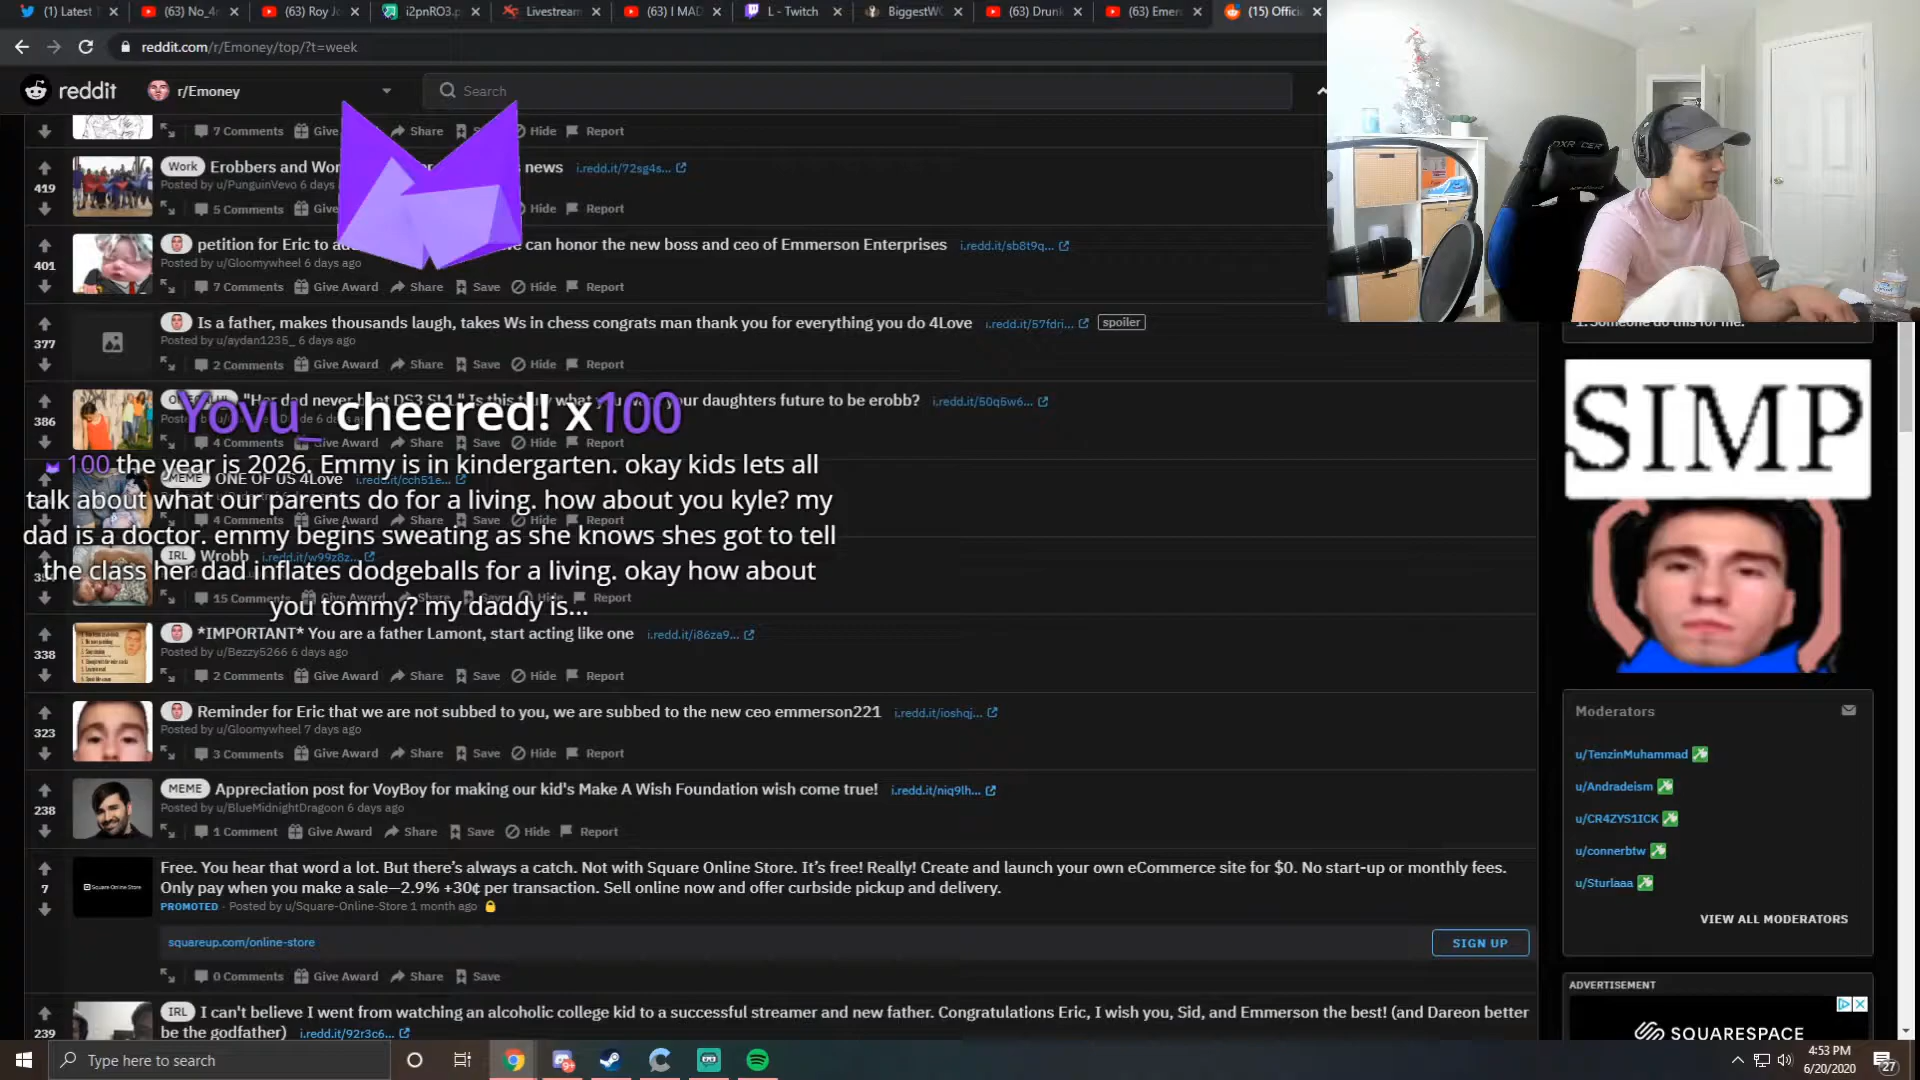 (1) Latest T
(63) No_4r
(63) Roy Jo
i2pnRO3.p
Livestream
(63) I MAD
L - Twitch
BiggestWC
(63) Drunk
(63) Emer
(15) Offici
reddit.com/r/Emoney/top/?t=week
reddit
r/Emoney
Search
7 Comments Give Share Hide Report
419
Work Erobbers and Wor news i.redd.it/72sg4s...
Posted by u/PunguinVevo 6 days
5 Comments Give Hide Report
401
petition for Eric to a can honor the new boss and ceo of Emmerson Enterprises i.redd.it/sb8t9q...
Posted by u/Gloomywheel 6 days ago
7 Comments Give Award Share Save Hide Report
377
Is a father, makes thousands laugh, takes Ws in chess congrats man thank you for everything you do 4Love i.redd.it/57fdri... spoiler
Posted by u/aydan1235_ 6 days ago
2 Comments Give Award Share Save Hide Report
386
"Her dad never beat DS3 SL1." Is this truly what you want your daughters future to be erobb? i.redd.it/50q5w6...
4 Comments Give Award Share Save Hide Report
Yovu_ cheered! x100
100 the year is 2026. Emmy is in kindergarten. okay kids lets all
talk about what our parents do for a living. how about you kyle? my
dad is a doctor. emmy begins sweating as she knows shes got to tell
the class her dad inflates dodgeballs for a living. okay how about
you tommy? my daddy is...
MEME ONE OF US 4Love i.redd.it/cch51e...
4 Comments Give Award Share Save Hide Report
IRL Wrobb i.redd.it/w99z8z...
15 Comments Give Award Share Hide Report
338
*IMPORTANT* You are a father Lamont, start acting like one i.redd.it/i86za9...
Posted by u/Bezzy5266 6 days ago
2 Comments Give Award Share Save Hide Report
323
Reminder for Eric that we are not subbed to you, we are subbed to the new ceo emmerson221 i.redd.it/ioshqj...
Posted by u/Gloomywheel 7 days ago
3 Comments Give Award Share Save Hide Report
238
MEME Appreciation post for VoyBoy for making our kid's Make A Wish Foundation wish come true! i.redd.it/niq9lh...
Posted by u/BlueMidnightDragoon 6 days ago
1 Comment Give Award Share Save Hide Report
7
Square Online Store
Free. You hear that word a lot. But there's always a catch. Not with Square Online Store. It's free! Really! Create and launch your own eCommerce site for $0. No start-up or monthly fees.
Only pay when you make a sale—2.9% +30¢ per transaction. Sell online now and offer curbside pickup and delivery.
PROMOTED · Posted by u/Square-Online-Store 1 month ago
squareup.com/online-store
SIGN UP
0 Comments Give Award Share Save
239
IRL I can't believe I went from watching an alcoholic college kid to a successful streamer and new father. Congratulations Eric, I wish you, Sid, and Emmerson the best! (and Dareon better
be the godfather) i.redd.it/92r3c6...
1. Someone do this for me.
SIMP
Moderators
u/TenzinMuhammad
u/Andradeism
u/CR4ZYS1ICK
u/connerbtw
u/Sturlaaa
VIEW ALL MODERATORS
ADVERTISEMENT
SQUARESPACE
Type here to search
9+
4:53 PM
6/20/2020
27